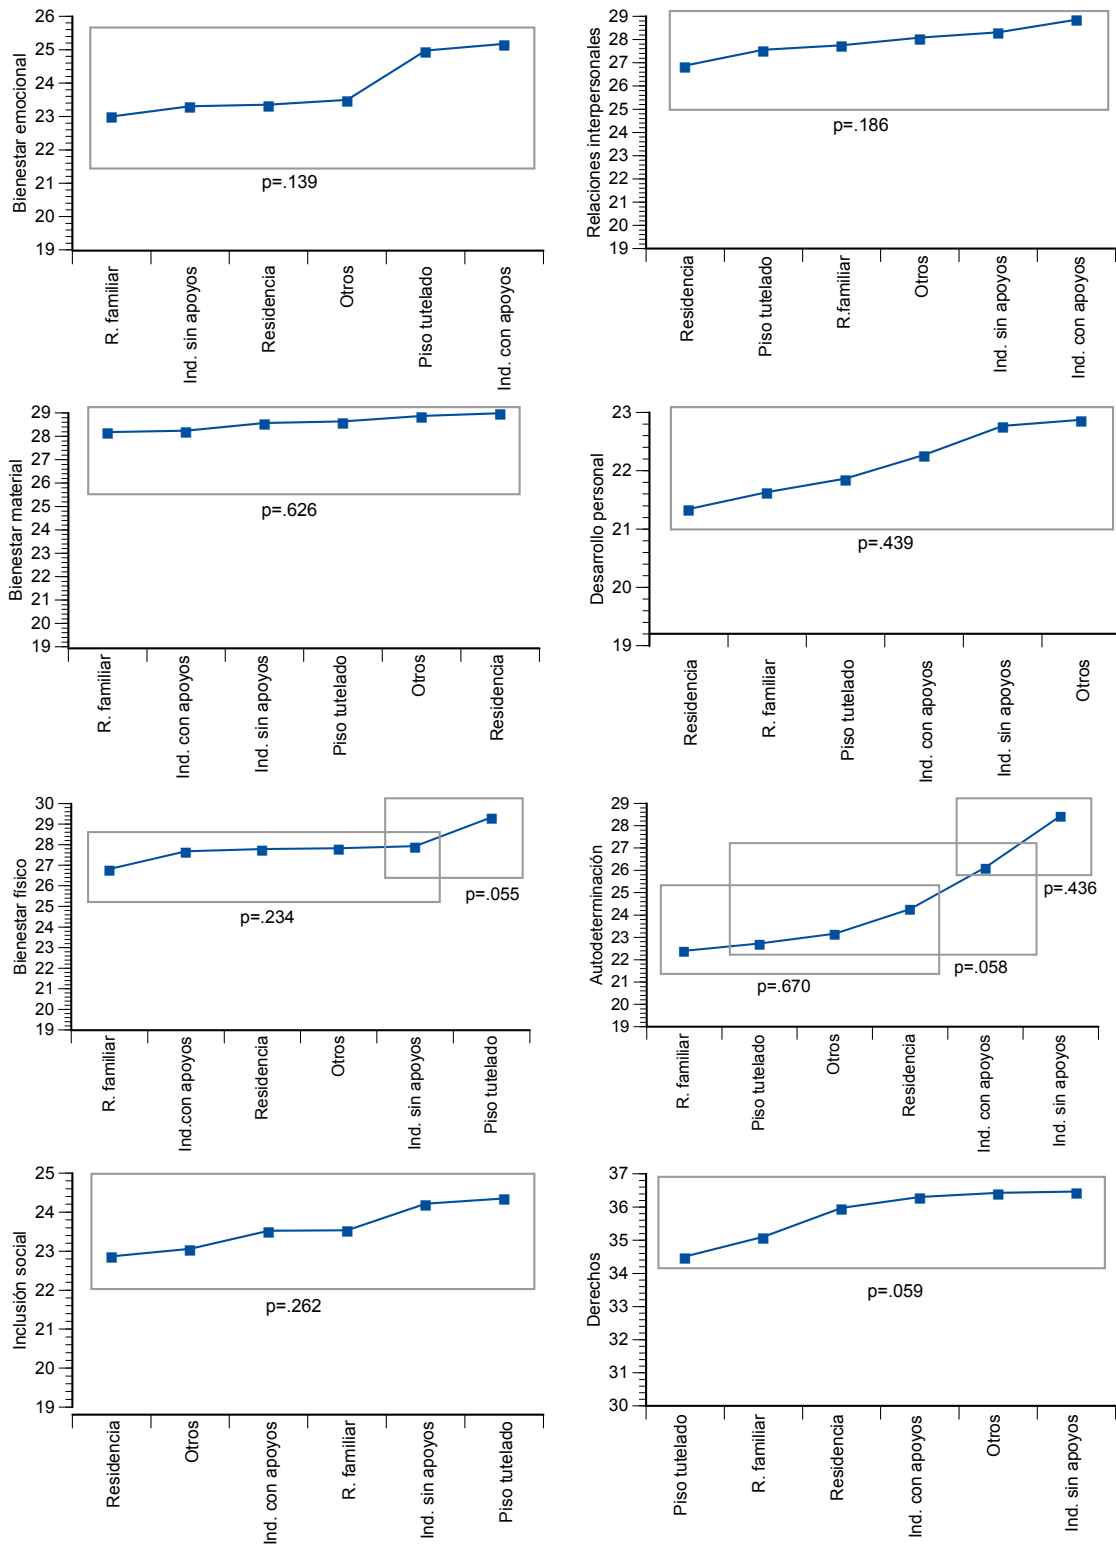 Bienestar emocional
26
25
24
23
22
21
20
19
p=.139
R. familiar
Ind. sin apoyos
Residencia
Otro
Piso tutelado
Ind. con apoyos
Relaciones interpersonales
29
28
27
26
25
24
23
22
21
20
19
p=.186
Residencia
Piso tutelado
R.familiar
Otro
Ind. sin apoyos
Ind. con apoyos
Bienestar material
29
28
27
26
25
24
23
22
21
20
19
p=.626
R. familiar
Ind. con apoyos
Ind. sin apoyos
Piso tutelado
Otros
Residencia
Desarrollo personal
23
22
21
20
19
p=.439
Residencia
R. familiar
Piso tutelado
Ind. con apoyos
Ind. sin apoyos
Otros
Bienestar físico
30
29
28
27
26
25
24
23
22
21
20
19
p=.234
p=.055
R. familiar
Ind.con apoyos
Residencia
Otros
Ind. sin apoyos
Piso tutelado
Autodeterminación
29
28
27
26
25
24
23
22
21
20
19
p=.670
p=.058
p=.436
R. familiar
Piso tutelado
Otros
Residencia
Ind. con apoyos
Ind. sin apoyos
Inclusión social
25
24
23
22
21
20
19
p=.262
Residencia
Otros
Ind. con apoyos
R. familiar
Ind. sin apoyos
Piso tutelado
Derechos
37
36
35
34
33
32
31
30
p=.059
Piso tutelado
R. familiar
Residencia
Ind. con apoyos
Otros
Ind. sin apoyos